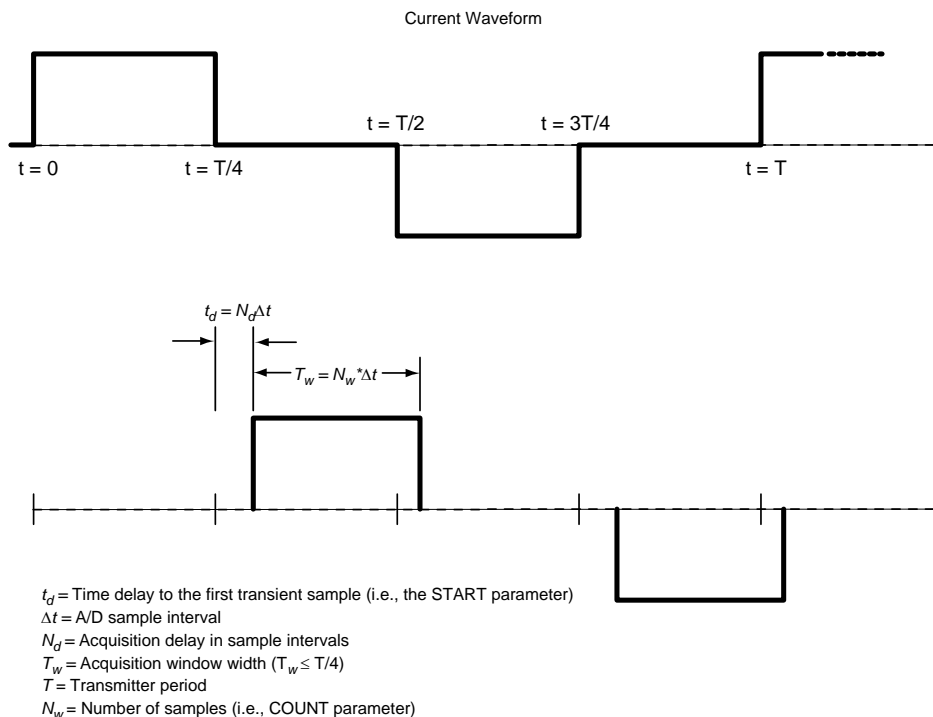 Current Waveform
t = T/2
t = 3T/4
t = 0
t = T/4
t = T
t_d = N_dΔt
T_w = N_w*Δt
t_d = Time delay to the first transient sample (i.e., the START parameter)
Δt = A/D sample interval
N_d = Acquisition delay in sample intervals
T_w = Acquisition window width (T_w ≤ T/4)
T = Transmitter period
N_w = Number of samples (i.e., COUNT parameter)